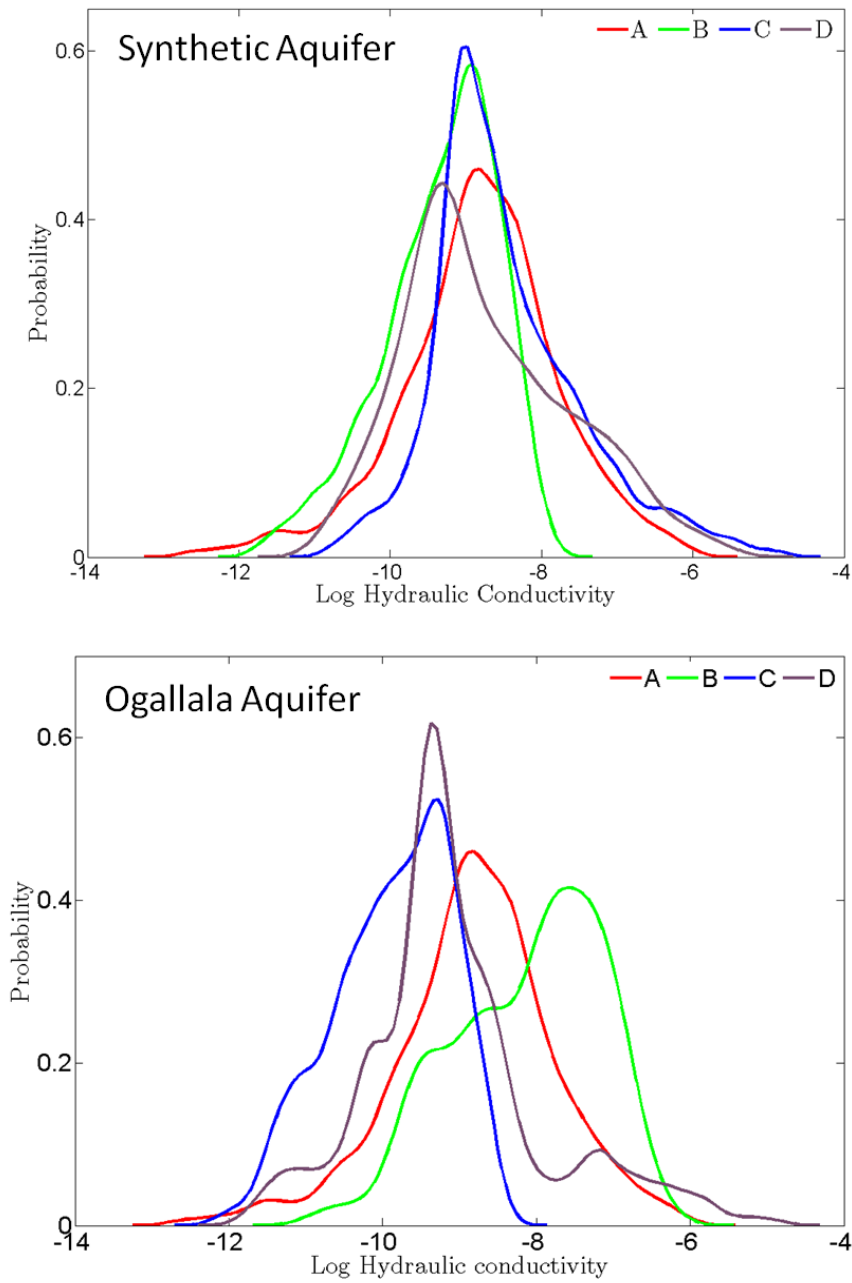 Synthetic Aquifer
A B C D
0.6
0.4
0.2
0
Probability
-14 -12 -10 -8 -6 -4
Log Hydraulic Conductivity
Ogallala Aquifer
A B C D
0.6
0.4
0.2
0
Probability
-14 -12 -10 -8 -6 -4
Log Hydraulic conductivity